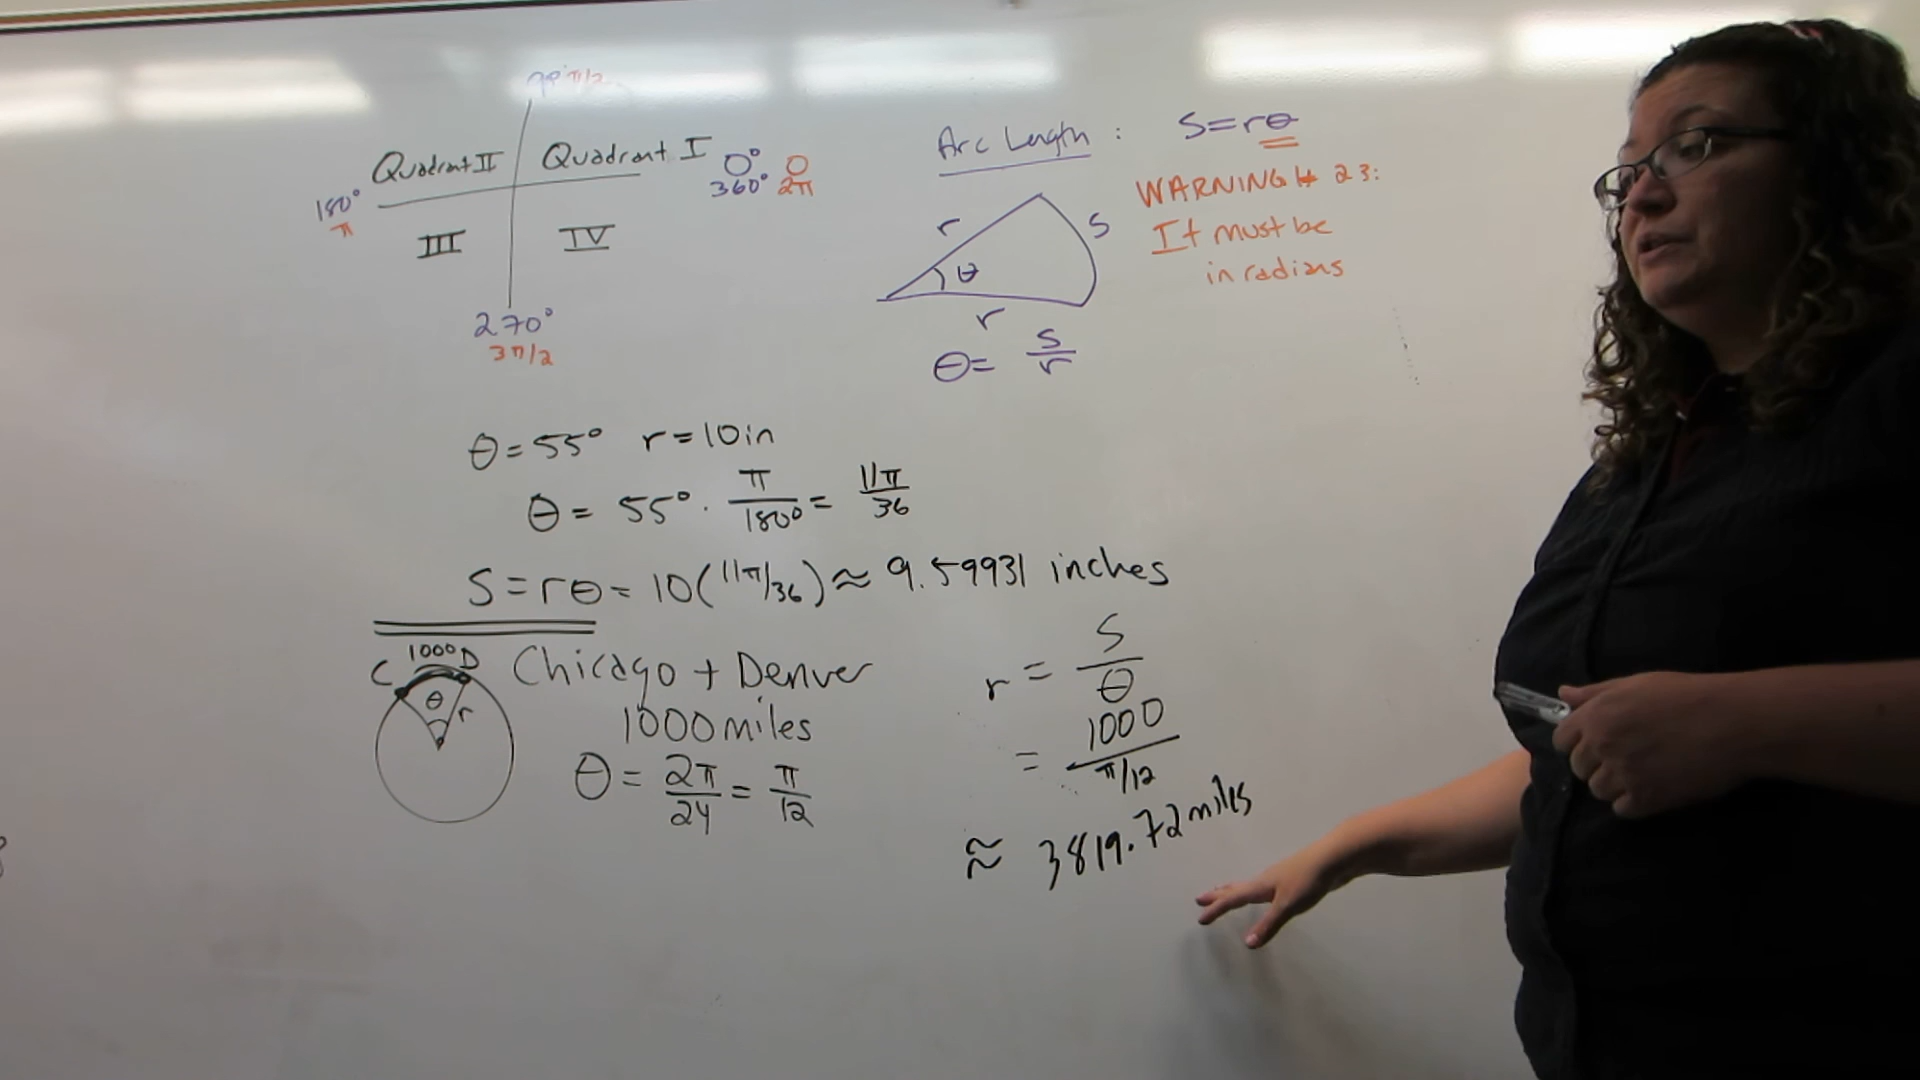 π/2
Quadrant II Quadrant I
0° 0
360° 2π
180°
π
III IV
270°
3π/2
Arc Length : S=rθ
WARNING # 23:
It must be
in radians
r S
θ
r
θ= S/r
θ=55° r=10in
θ= 55° · π/180° = 11π/36
S=rθ= 10(11π/36) ≈ 9.59931 inches
C 1000 D
θ r
Chicago + Denver
1000 miles
θ = 2π/24 = π/12
r = S/θ
= 1000/π/12
≈ 3819.72 miles